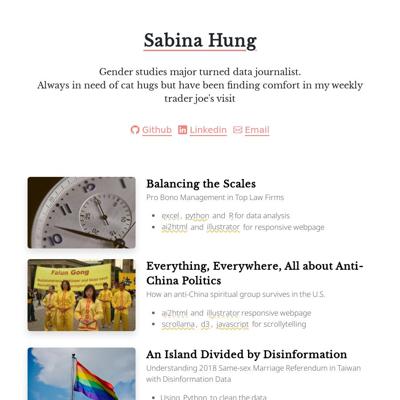 Sabina Hung
Gender studies major turned data journalist.
Always in need of cat hugs but have been finding comfort in my weekly
trader joe's visit
Github Linkedin Email
Balancing the Scales
Pro Bono Management in Top Law Firms
excel, python and R for data analysis
ai2html and illustrator for responsive webpage
Falun Gong
Everything, Everywhere, All about Anti-
China Politics
How an anti-China spiritual group survives in the U.S.
ai2html and illustrator for responsive webpage
scrollama, d3, javascript for scrollytelling
An Island Divided by Disinformation
Understanding 2018 Same-sex Marriage Referendum in Taiwan
with Disinformation Data
Using Python to clean the data